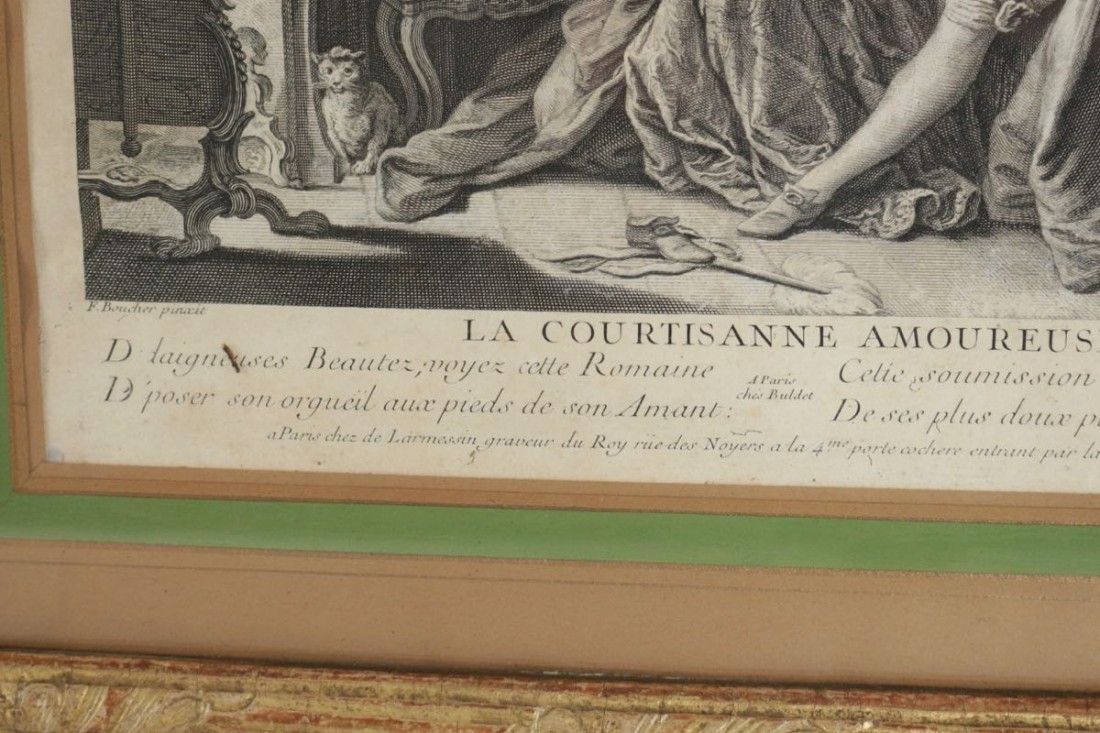 F. Boucher pinxit
LA COURTISANNE AMOUREUS
Beautez, voyez cette Romaine
poser son orgueil aux pieds de son Amant:
A Paris
chés Buldet
Cette soumission
De ses plus doux
a Paris chez de Larmessin graveur du Roy rüe des Noyers a la 4me porte cochere entrant par la